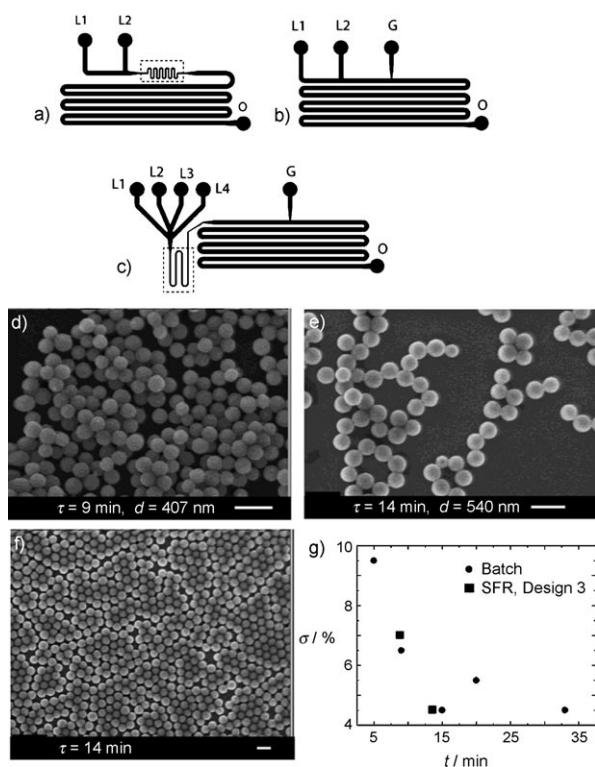 L1 L2
O
a)
L1 L2 G
O
b)
L1 L2 L3 L4
G
O
c)
d)
τ = 9 min, d = 407 nm
e)
τ = 14 min, d = 540 nm
f)
τ = 14 min
g)
10
8
σ / %
6
4
Batch
SFR, Design 3
5 15 25 35
t / min